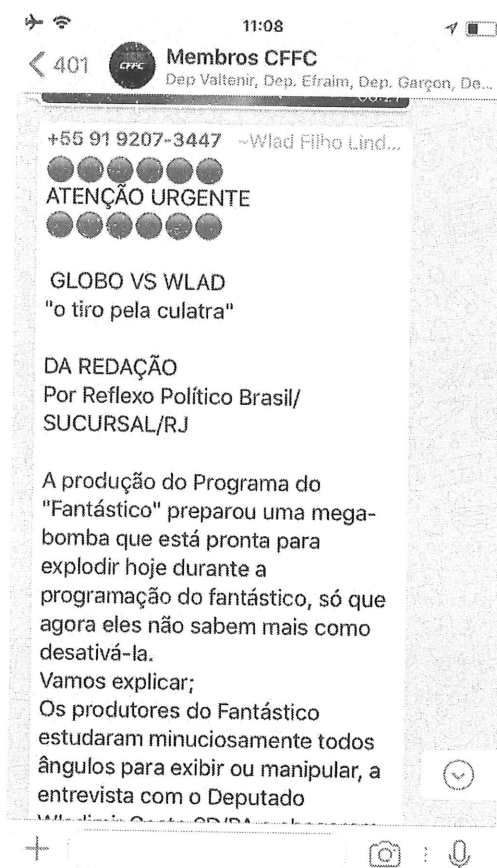 11:08
401
CFFC
Membros CFFC
Dep Valtenir, Dep. Efraim, Dep. Garçon, De...
00:27
+55 91 9207-3447 ~Wlad Filho Lind...
ATENÇÃO URGENTE
GLOBO VS WLAD
"o tiro pela culatra"
DA REDAÇÃO
Por Reflexo Político Brasil/
SUCURSAL/RJ
A produção do Programa do
"Fantástico" preparou uma mega-
bomba que está pronta para
explodir hoje durante a
programação do fantástico, só que
agora eles não sabem mais como
desativá-la.
Vamos explicar;
Os produtores do Fantástico
estudaram minuciosamente todos
ângulos para exibir ou manipular, a
entrevista com o Deputado